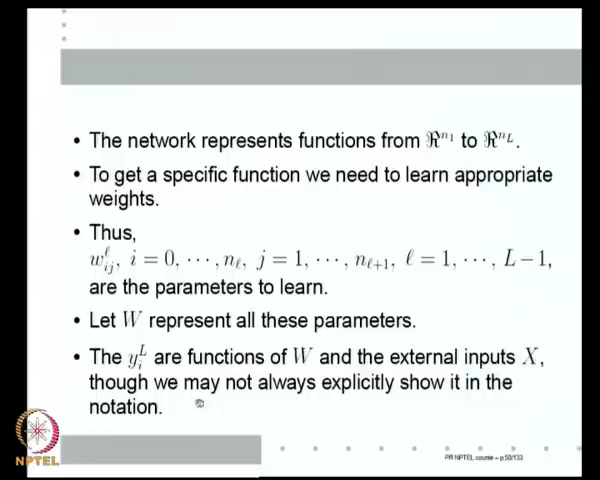 • The network represents functions from ℜ^{n_1} to ℜ^{n_L}.
• To get a specific function we need to learn appropriate
weights.
• Thus,
w_{ij}^ℓ, i = 0, ⋯, n_ℓ, j = 1, ⋯, n_{ℓ+1}, ℓ = 1, ⋯, L−1,
are the parameters to learn.
• Let W represent all these parameters.
• The y_i^L are functions of W and the external inputs X,
though we may not always explicitly show it in the
notation.
NPTEL
PR NPTEL course – p.50/133